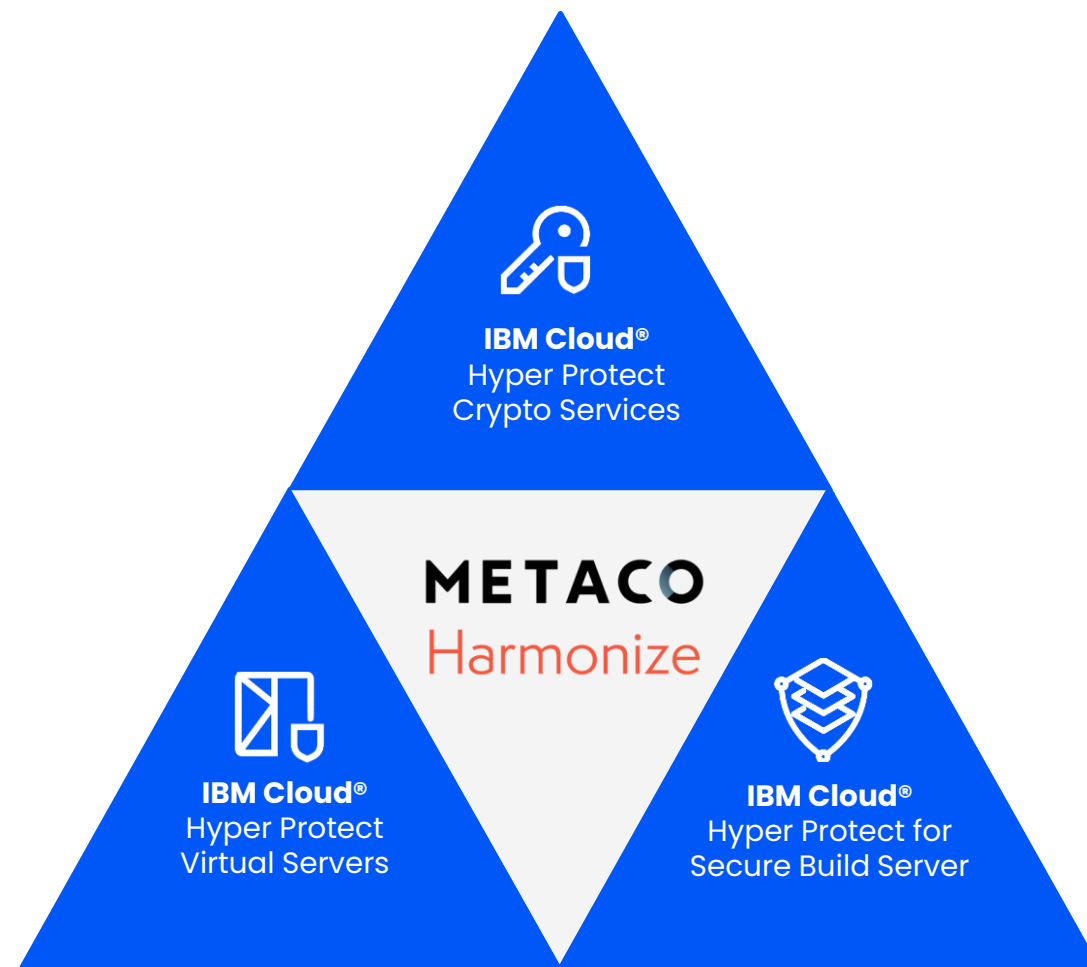 IBM Cloud®
Hyper Protect
Crypto Services
METACO
Harmonize
IBM Cloud®
Hyper Protect
Virtual Servers
IBM Cloud®
Hyper Protect for
Secure Build Server